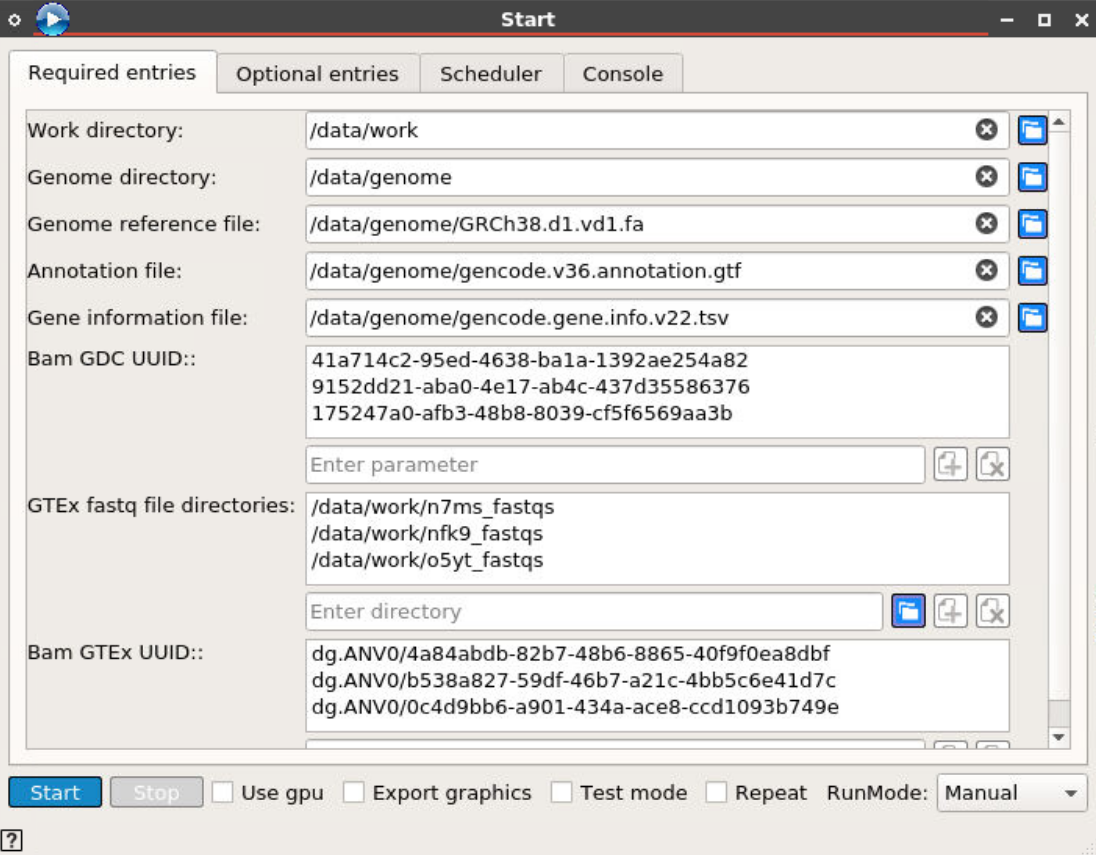 Start
Required entries
Optional entries
Scheduler
Console
Work directory:
/data/work
Genome directory:
/data/genome
Genome reference file:
/data/genome/GRCh38.d1.vd1.fa
Annotation file:
/data/genome/gencode.v36.annotation.gtf
Gene information file:
/data/genome/gencode.gene.info.v22.tsv
Bam GDC UUID::
41a714c2-95ed-4638-ba1a-1392ae254a82
9152dd21-aba0-4e17-ab4c-437d35586376
175247a0-afb3-48b8-8039-cf5f6569aa3b
Enter parameter
GTEx fastq file directories:
/data/work/n7ms_fastqs
/data/work/nfk9_fastqs
/data/work/o5yt_fastqs
Enter directory
Bam GTEx UUID::
dg.ANV0/4a84abdb-82b7-48b6-8865-40f9f0ea8dbf
dg.ANV0/b538a827-59df-46b7-a21c-4bb5c6e41d7c
dg.ANV0/0c4d9bb6-a901-434a-ace8-ccd1093b749e
Start
Stop
Use gpu
Export graphics
Test mode
Repeat
RunMode:
Manual
?